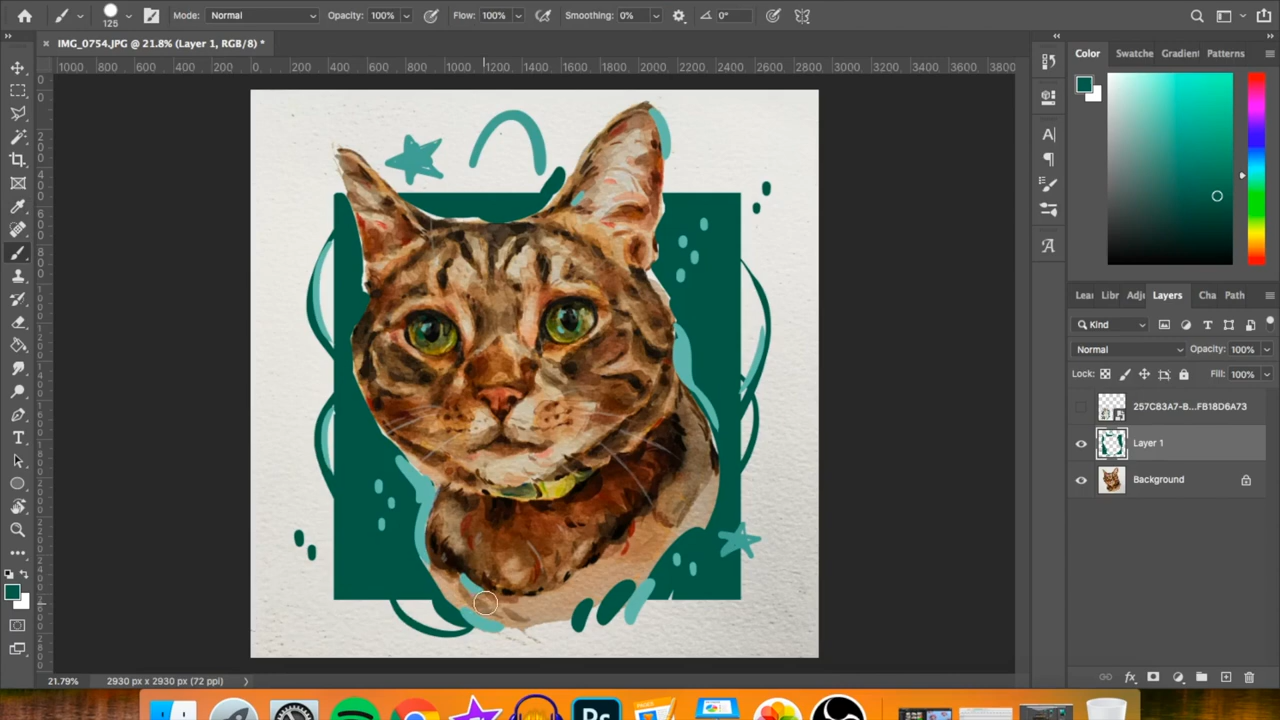 125 Mode: Normal Opacity: 100% Flow: 100% Smoothing: 0% 0°
IMG_0754.JPG @ 21.8% (Layer 1, RGB/8) *
1000 800 600 400 200 0 200 400 600 800 1000 1200 1400 1600 1800 2000 2200 2400 2600 2800 3000 3200 3400 3600 3800
Color Swatche Gradient Patterns
Lear Libr Adj Layers Cha Path
Kind
Normal Opacity: 100%
Lock: Fill: 100%
257C83A7-B...FB18D6A73
Layer 1
Background
21.79% 2930 px x 2930 px (72 ppi)
Ps